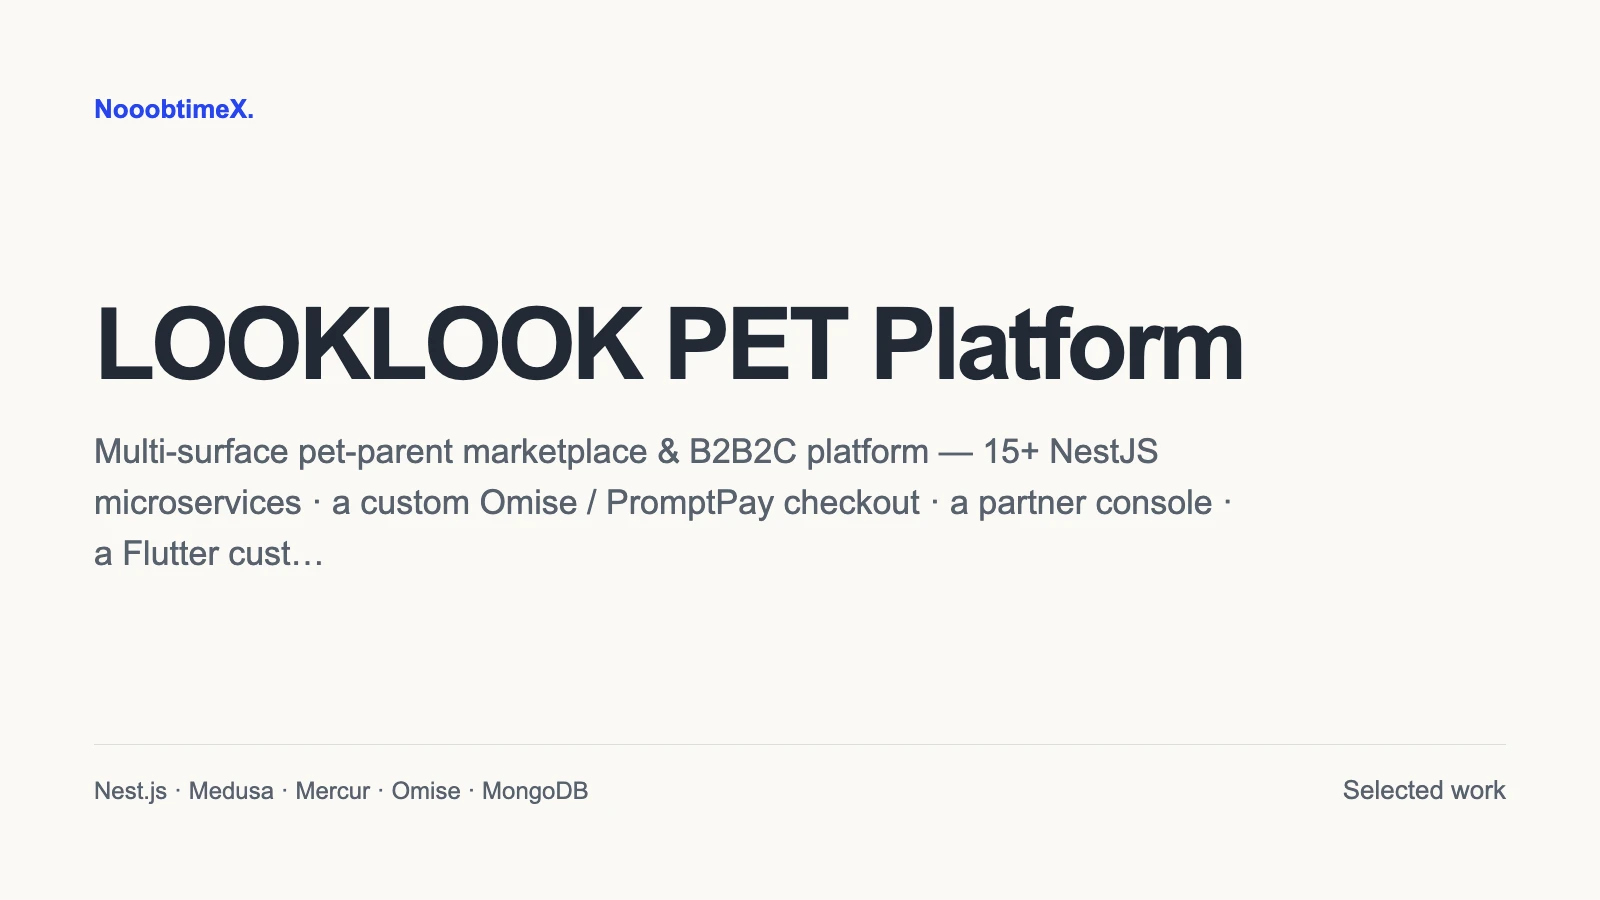 NooobtimeX.
LOOKLOOK PET Platform
Multi-surface pet-parent marketplace & B2B2C platform — 15+ NestJS
microservices · a custom Omise / PromptPay checkout · a partner console ·
a Flutter cust…
Nest.js · Medusa · Mercur · Omise · MongoDB
Selected work